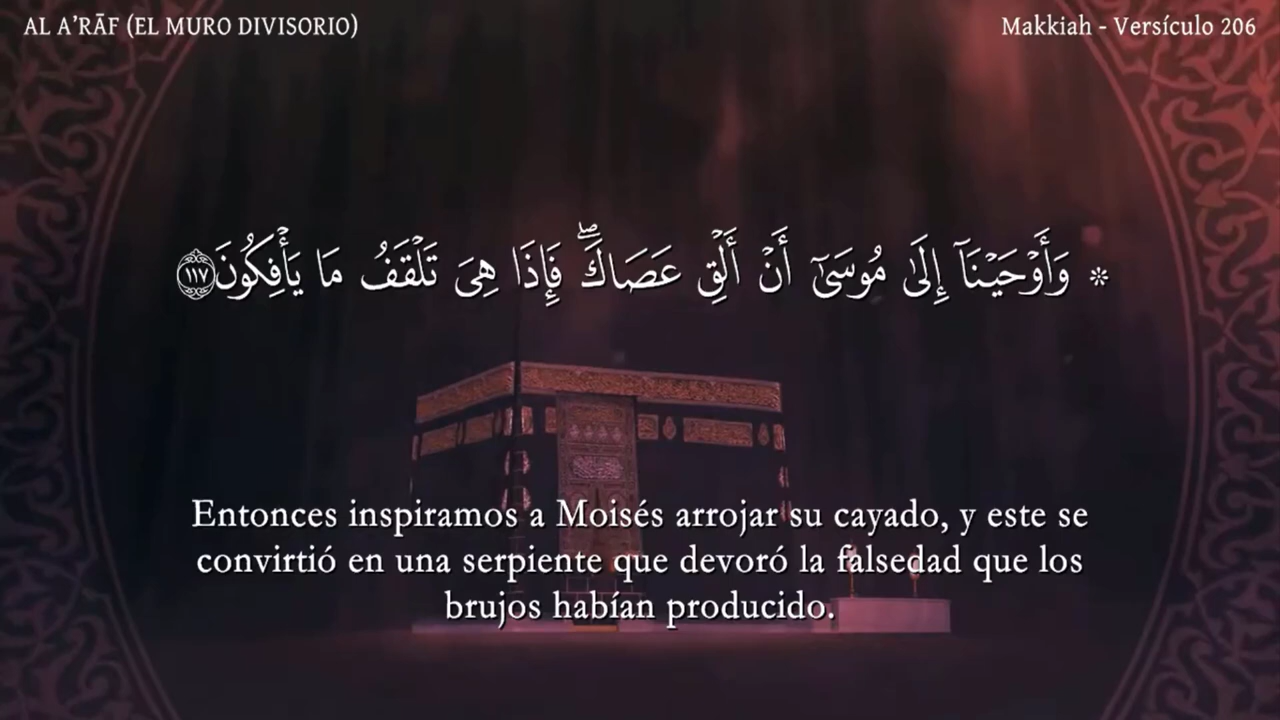 AL A’RĀF (EL MURO DIVISORIO)
Makkiah - Versículo 206
۞ وَأَوْحَيْنَآ إِلَىٰ مُوسَىٰٓ أَنْ أَلْقِ عَصَاكَۖ فَإِذَا هِىَ تَلْقَفُ مَا يَأْفِكُونَ ١١٧
Entonces inspiramos a Moisés arrojar su cayado, y este se
convirtió en una serpiente que devoró la falsedad que los
brujos habían producido.